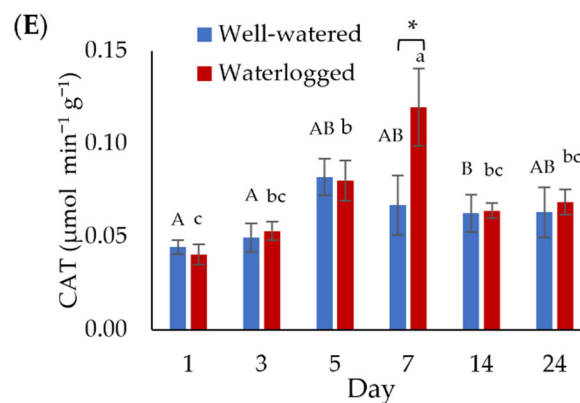 (E)
Well-watered
Waterlogged
CAT (µmol min⁻¹ g⁻¹)
0.15
0.10
0.05
0.00
A c
A bc
AB b
AB a
*
B bc
AB bc
1 3 5 7 14 24
Day